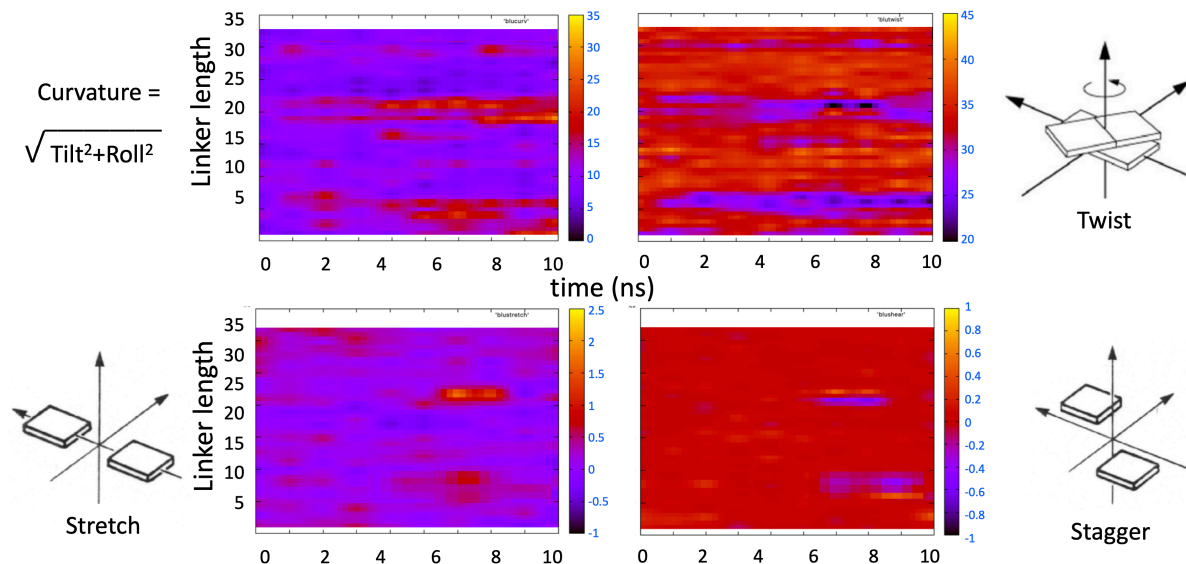 Curvature =
√ Tilt²+Roll²
Linker length
35
30
25
20
15
10
5
'blucurv'
35
30
25
20
15
10
5
0
0 2 4 6 8 10
'blutwist'
45
40
35
30
25
20
0 2 4 6 8 10
Twist
time (ns)
Stretch
Linker length
35
30
25
20
15
10
5
'blustretch'
2.5
2
1.5
1
0.5
0
-0.5
-1
0 2 4 6 8 10
'blushear'
1
0.8
0.6
0.4
0.2
0
-0.2
-0.4
-0.6
-0.8
-1
0 2 4 6 8 10
Stagger